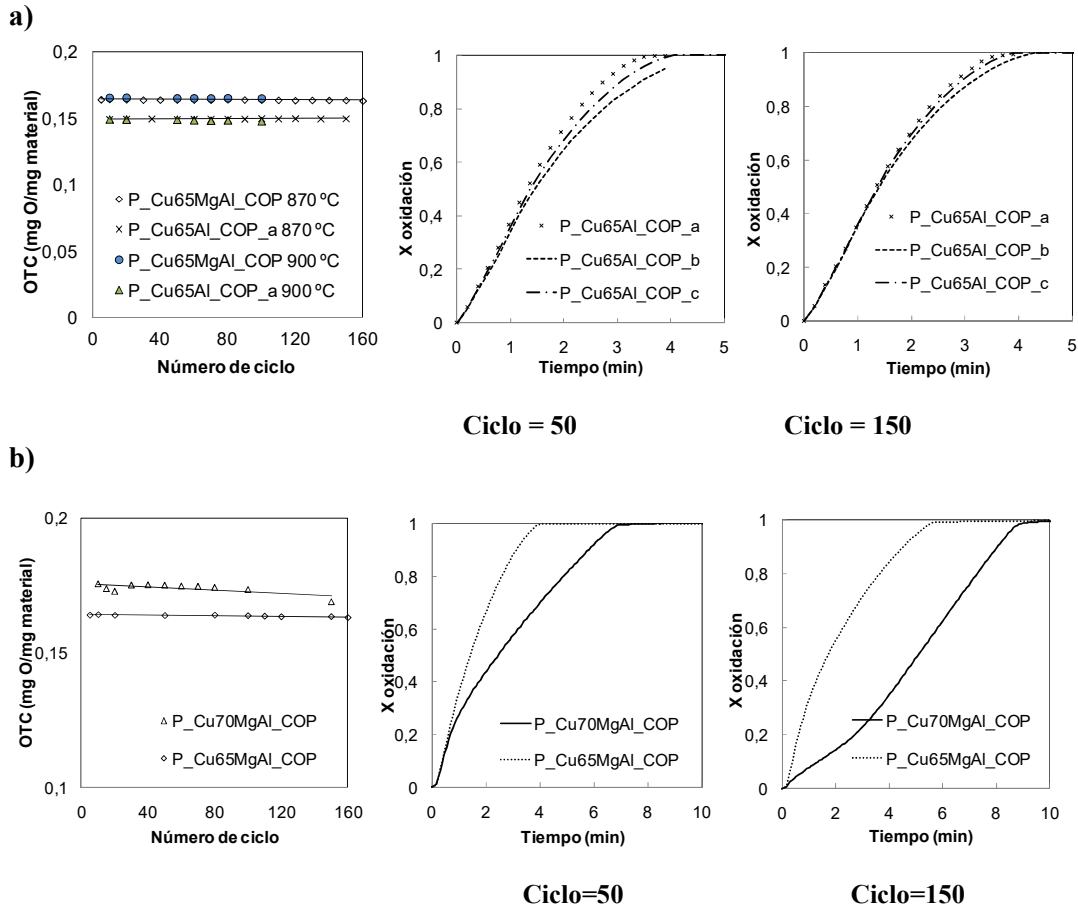 a)
0,2
0,15
0,1
0,05
0
OTC (mg O/mg material)
P_Cu65MgAl_COP 870 ºC
P_Cu65Al_COP_a 870 ºC
P_Cu65MgAl_COP 900 ºC
P_Cu65Al_COP_a 900 ºC
0 40 80 120 160
Número de ciclo
1
0,8
0,6
0,4
0,2
0
X oxidación
P_Cu65Al_COP_a
P_Cu65Al_COP_b
P_Cu65Al_COP_c
0 1 2 3 4 5
Tiempo (min)
Ciclo = 50
1
0,8
0,6
0,4
0,2
0
X oxidación
P_Cu65Al_COP_a
P_Cu65Al_COP_b
P_Cu65Al_COP_c
0 1 2 3 4 5
Tiempo (min)
Ciclo = 150
b)
0,2
0,15
0,1
OTC (mg O/mg material)
P_Cu70MgAl_COP
P_Cu65MgAl_COP
0 40 80 120 160
Número de ciclo
1
0,8
0,6
0,4
0,2
0
X oxidación
P_Cu70MgAl_COP
P_Cu65MgAl_COP
0 2 4 6 8 10
Tiempo (min)
Ciclo=50
1
0,8
0,6
0,4
0,2
0
X oxidación
P_Cu70MgAl_COP
P_Cu65MgAl_COP
0 2 4 6 8 10
Tiempo (min)
Ciclo=150